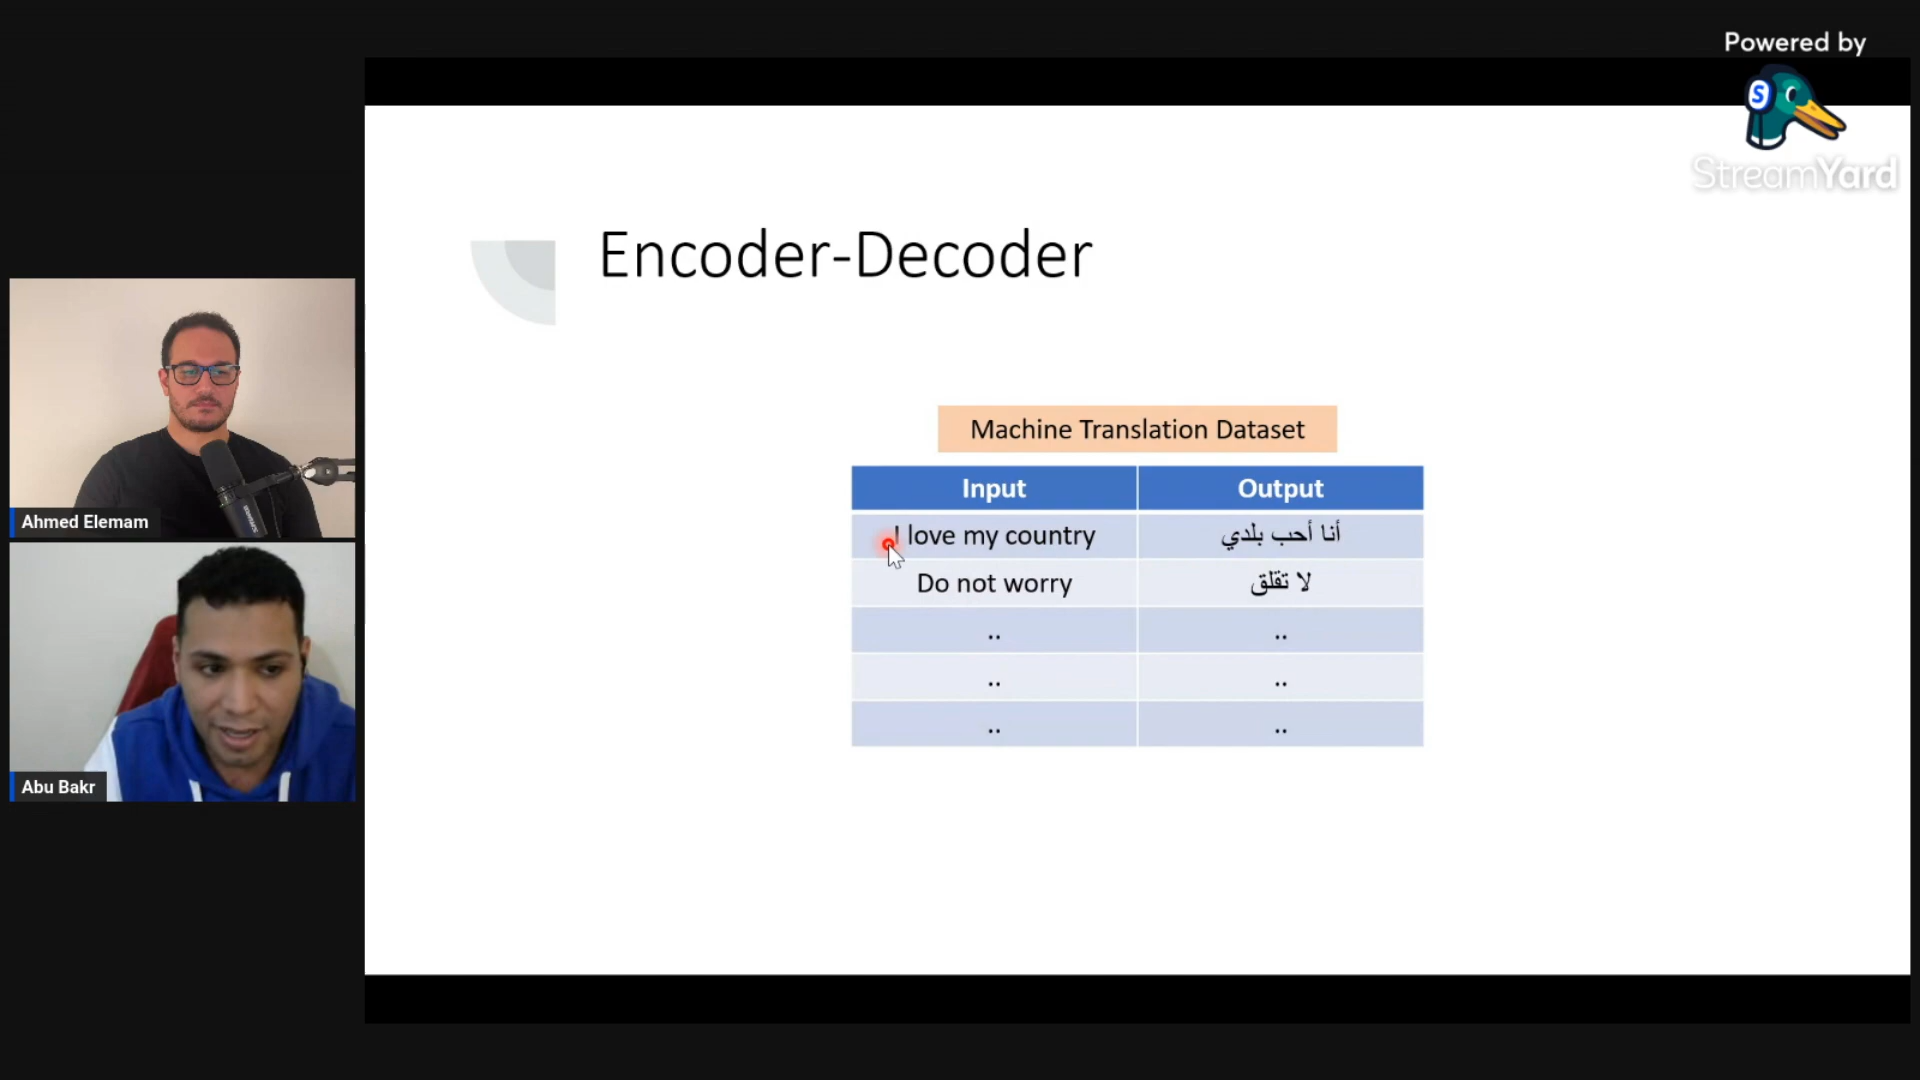 Powered by
StreamYard
Encoder-Decoder
Machine Translation Dataset
Input Output
I love my country أنا أحب بلدي
Do not worry لا تقلق
.. ..
.. ..
.. ..
Ahmed Elemam
Abu Bakr